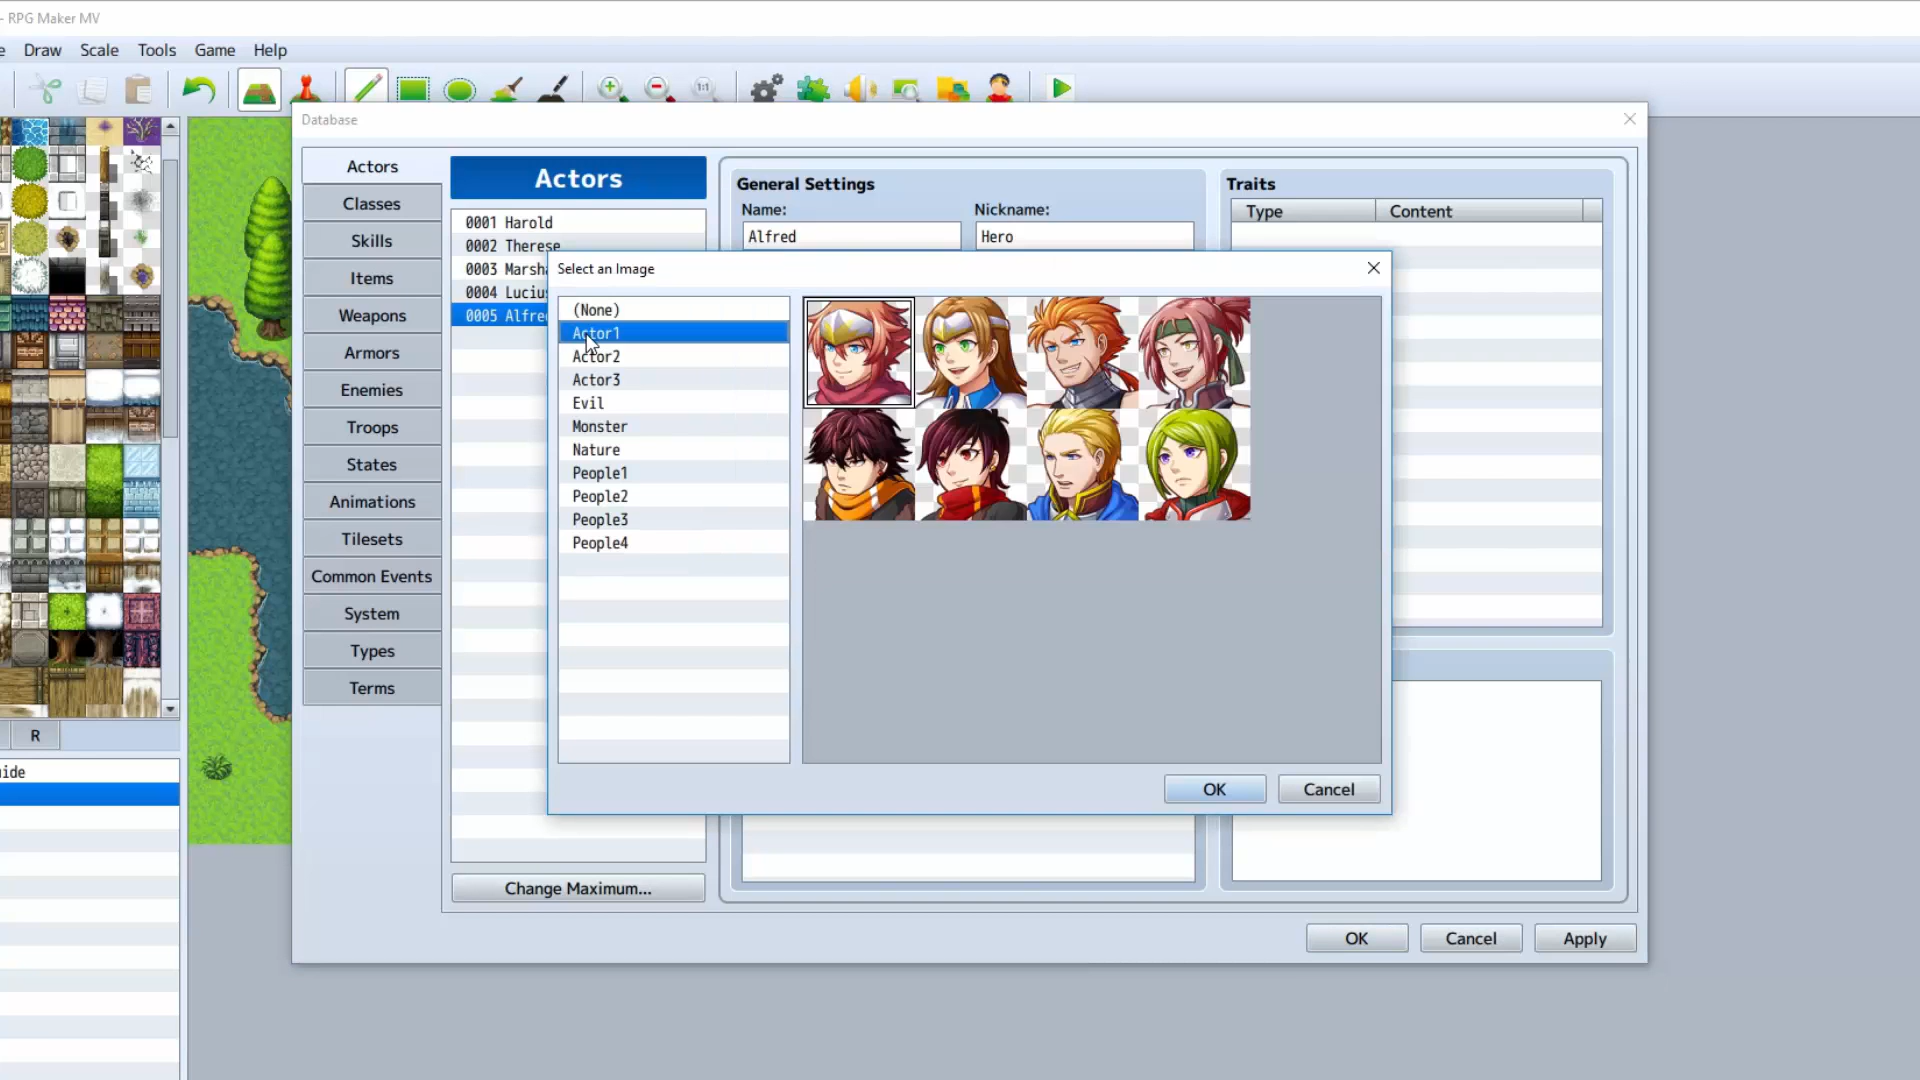 - RPG Maker MV
e Draw Scale Tools Game Help
1:1
Database
Actors
Classes
Skills
Items
Weapons
Armors
Enemies
Troops
States
Animations
Tilesets
Common Events
System
Types
Terms
Actors
0001 Harold
0002 Therese
0003 Marsha
0004 Lucius
0005 Alfred
Change Maximum...
General Settings
Name:
Nickname:
Alfred
Hero
Traits
Type
Content
Select an Image
(None)
Actor1
Actor2
Actor3
Evil
Monster
Nature
People1
People2
People3
People4
OK
Cancel
R
ide
OK
Cancel
Apply